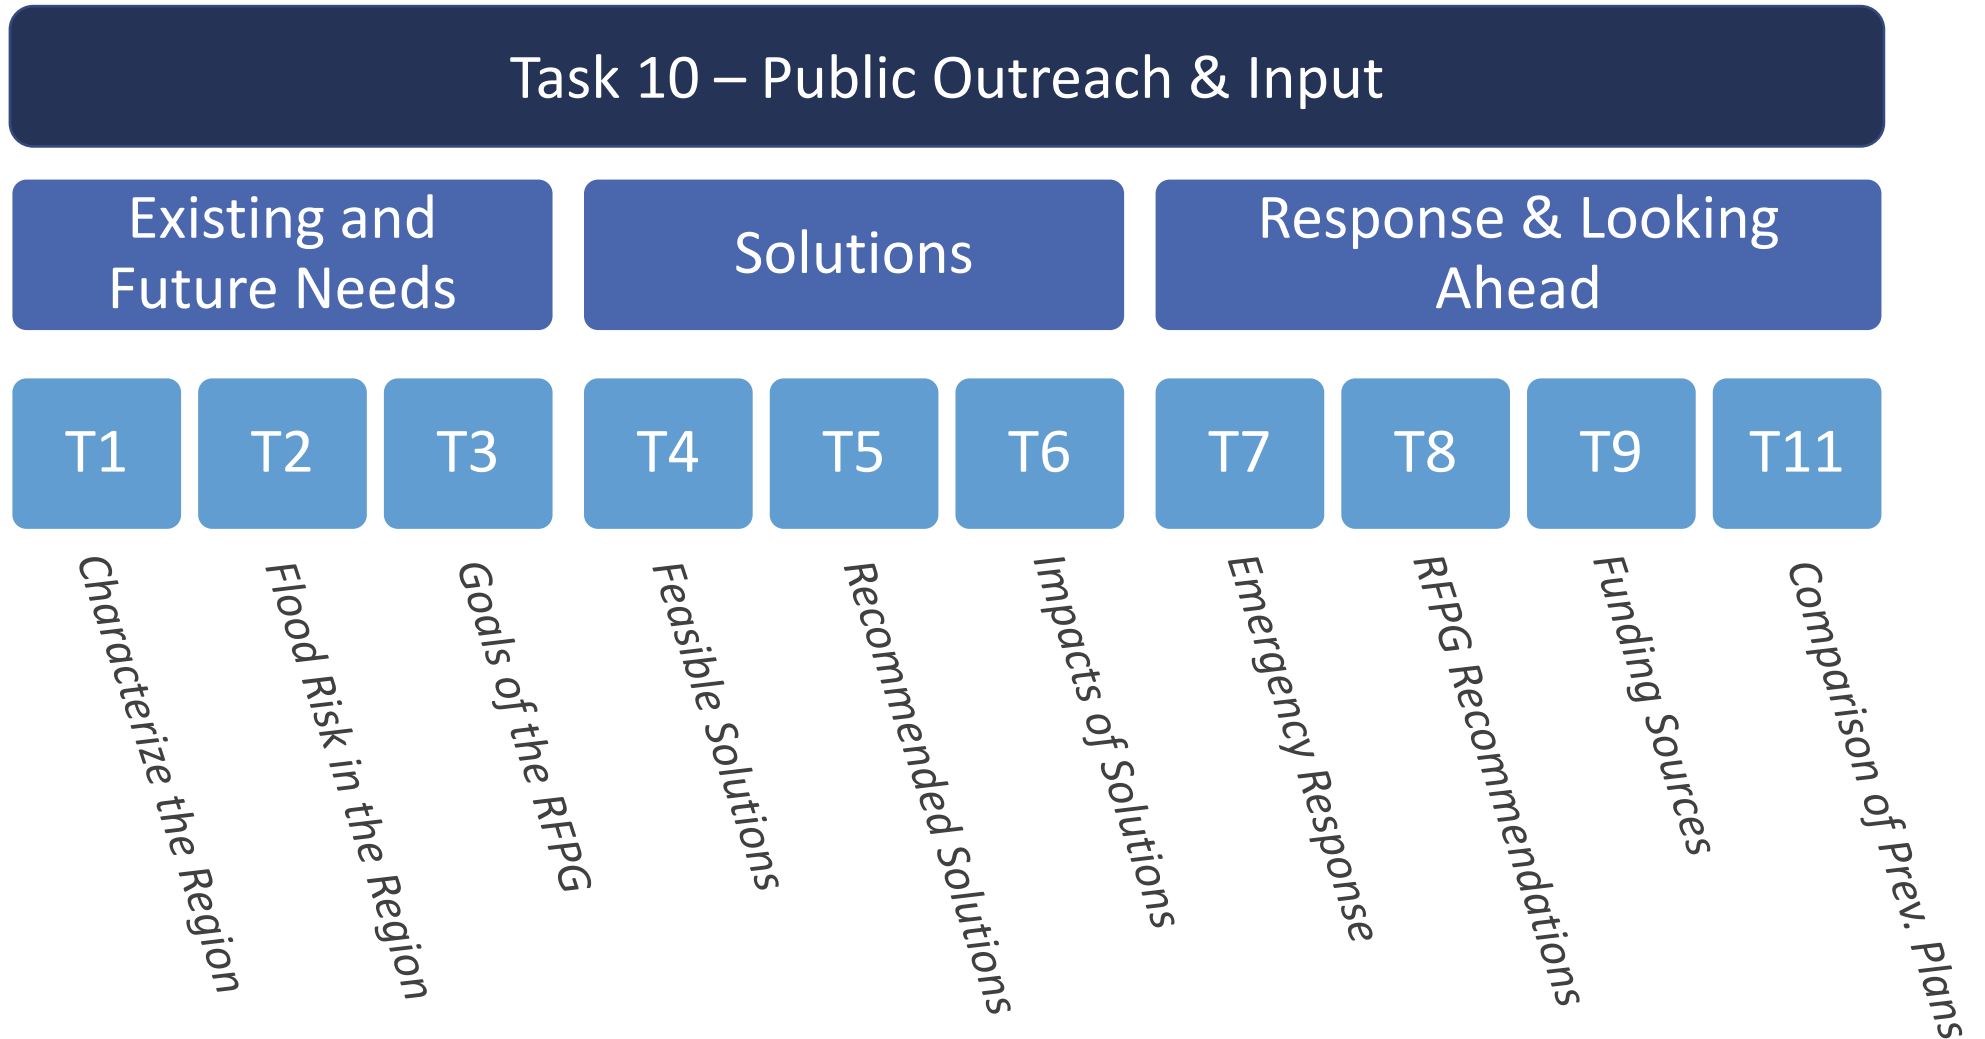 Task 10 – Public Outreach & Input
Existing and
Future Needs
Solutions
Response & Looking
Ahead
T1
T2
T3
T4
T5
T6
T7
T8
T9
T11
Characterize the Region
Flood Risk in the Region
Goals of the RFPG
Feasible Solutions
Recommended Solutions
Impacts of Solutions
Emergency Response
RFPG Recommendations
Funding Sources
Comparison of Prev. Plans